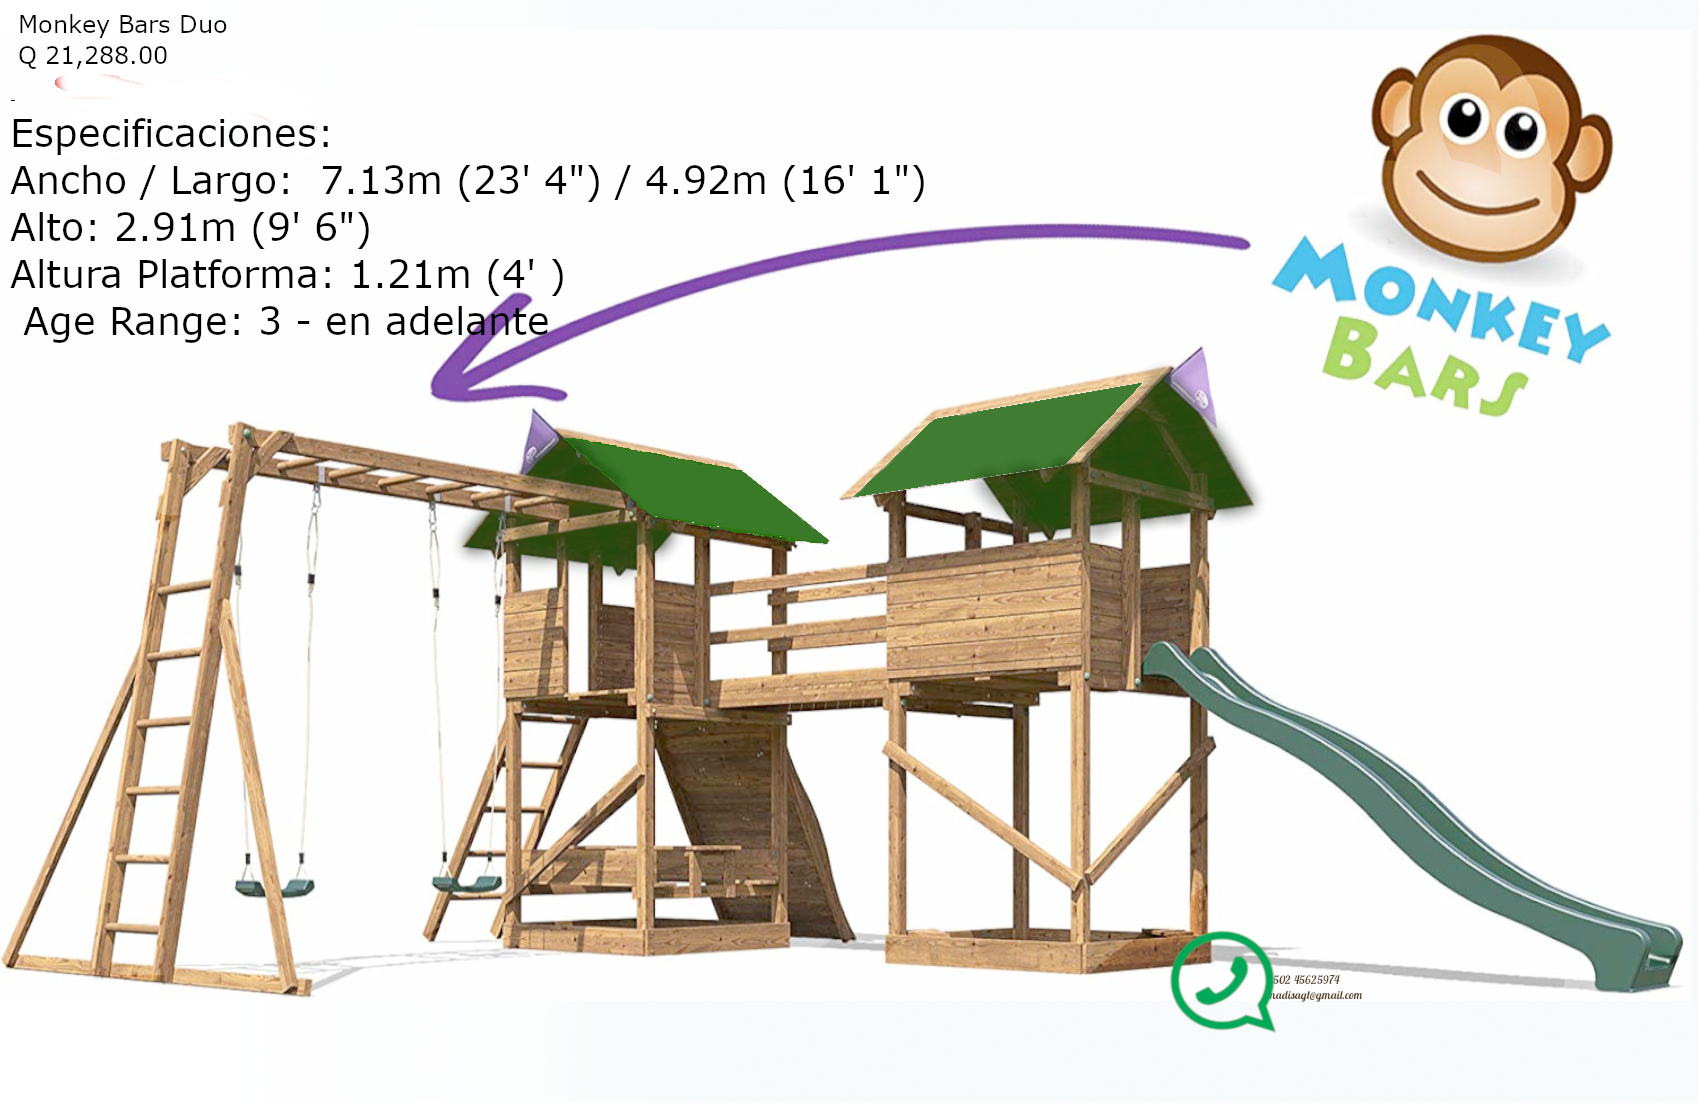 Monkey Bars Duo
Q 21,288.00
Especificaciones:
Ancho / Largo:  7.13m (23' 4") / 4.92m (16' 1")
Alto: 2.91m (9' 6")
Altura Platforma: 1.21m (4' )
Age Range: 3 - en adelante
MONKEY
BARS
502 45625974
nadisagt@gmail.com